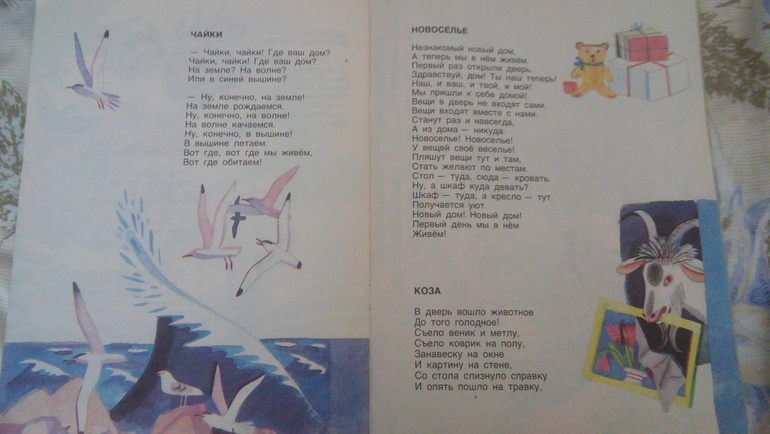 ЧАЙКИ
— Чайки, чайки! Где ваш дом?
Чайки, чайки! Где ваш дом?
На земле? На волне?
Или в синей вышине?
— Ну, конечно, на земле!
На земле рождаемся.
Ну, конечно, на волне!
На волне качаемся.
Ну, конечно, в вышине!
В вышине летаем.
Вот где, вот где мы живём,
Вот где обитаем!
НОВОСЕЛЬЕ
Незнакомый новый дом,
А теперь мы в нём живём.
Первый раз открыли дверь.
Здравствуй, дом! Ты наш теперь!
Наш, и ваш, и твой, и мой!
Мы пришли к себе домой!
Вещи в дверь не входят сами,
Вещи входят вместе с нами.
Станут раз и навсегда,
А из дома — никуда.
Новоселье! Новоселье!
У вещей своё веселье!
Пляшут вещи тут и там,
Стать желают по местам.
Стол — туда, сюда — кровать.
Ну, а шкаф куда девать?
Шкаф — туда, а кресло — тут.
Получается уют.
Новый дом! Новый дом!
Первый день мы в нём
Живём!
КОЗА
В дверь вошло животное
До того голодное!
Съело веник и метлу,
Съело коврик на полу,
Занавеску на окне
И картину на стене,
Со стола слизнуло справку
И опять пошло на травку.